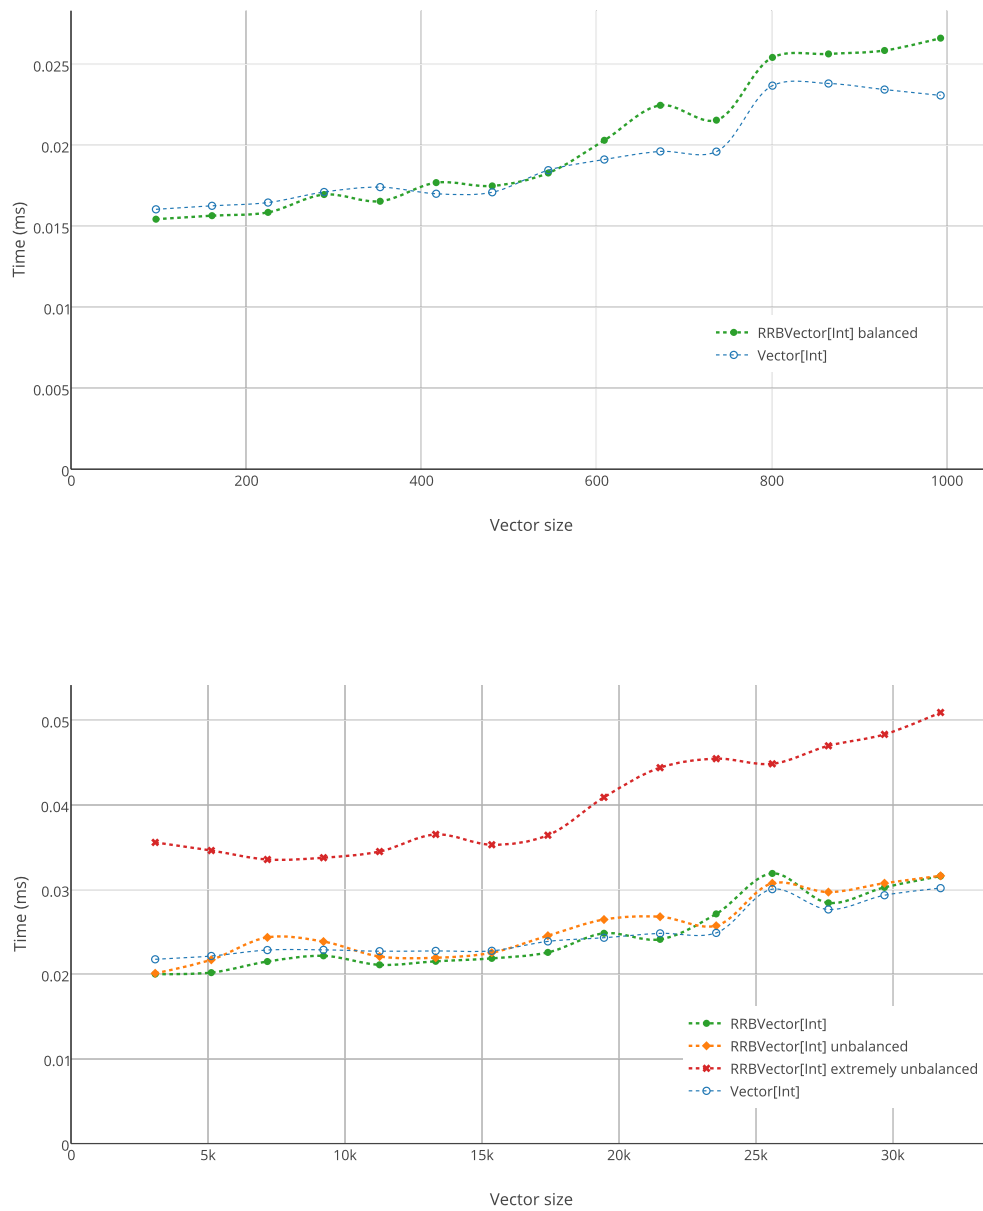 0.025
0.02
0.015
0.01
0.005
0
Time (ms)
RRBVector[Int] balanced
Vector[Int]
0 200 400 600 800 1000
Vector size
0.05
0.04
0.03
0.02
0.01
0
Time (ms)
RRBVector[Int]
RRBVector[Int] unbalanced
RRBVector[Int] extremely unbalanced
Vector[Int]
0 5k 10k 15k 20k 25k 30k
Vector size